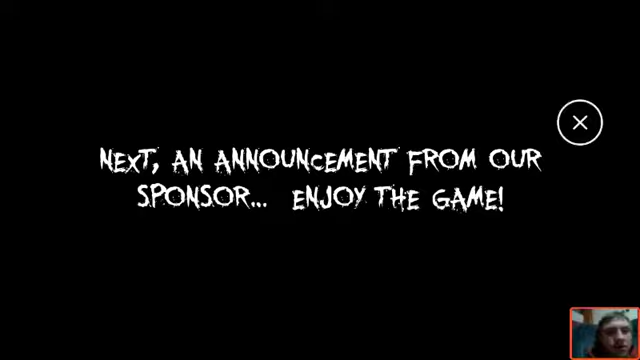 NEXT, AN ANNOUNCEMENT FROM OUR
SPONSOR... ENJOY THE GAME!